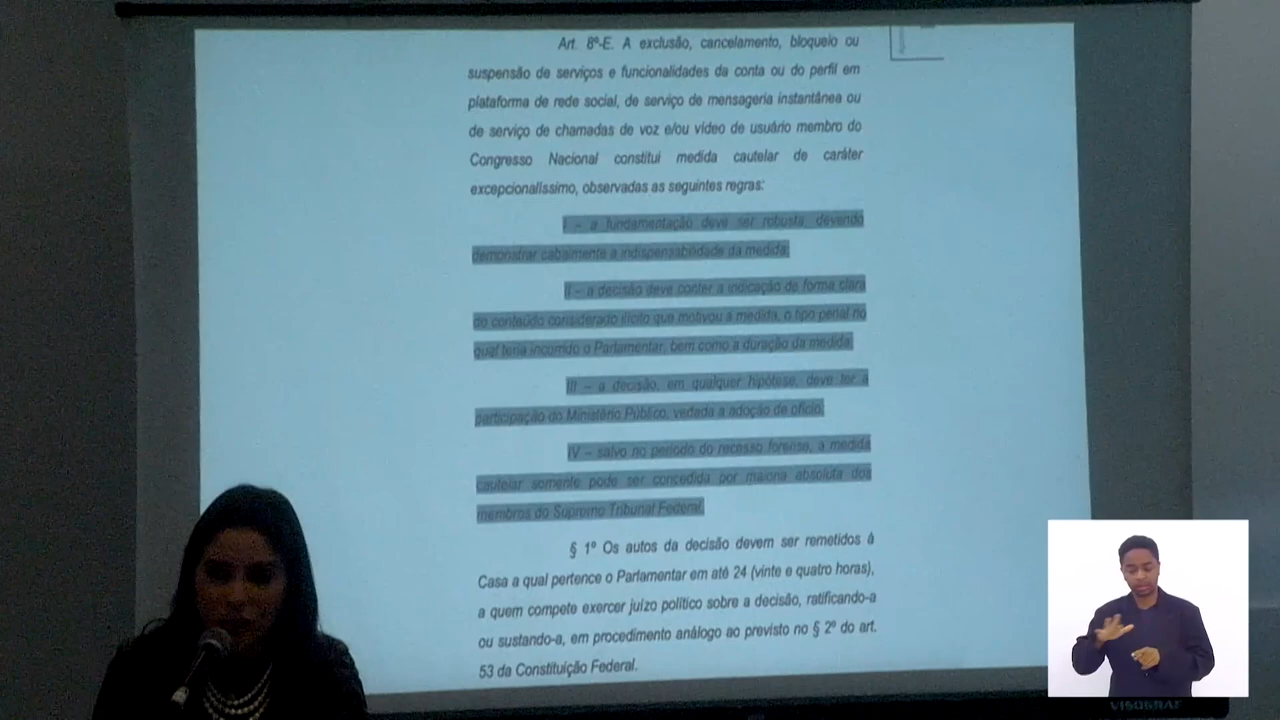 Art. 8º-E. A exclusão, cancelamento, bloqueio ou
suspensão de serviços e funcionalidades da conta ou do perfil em
plataforma de rede social, de serviço de mensageria instantânea ou
de serviço de chamadas de voz e/ou vídeo de usuário membro do
Congresso Nacional constitui medida cautelar de caráter
excepcionalíssimo, observadas as seguintes regras:
I – a fundamentação deve ser robusta, devendo
demonstrar cabalmente a indispensabilidade da medida;
II – a decisão deve conter a indicação de forma clara
do conteúdo considerado ilícito que motivou a medida, o tipo penal no
qual teria incorrido o Parlamentar, bem como a duração da medida;
III – a decisão, em qualquer hipótese, deve ter a
participação do Ministério Público, vedada a adoção de ofício;
IV – salvo no período do recesso forense, a medida
cautelar somente pode ser concedida por maioria absoluta dos
membros do Supremo Tribunal Federal.
§ 1º Os autos da decisão devem ser remetidos à
Casa a qual pertence o Parlamentar em até 24 (vinte e quatro horas),
a quem compete exercer juízo político sobre a decisão, ratificando-a
ou sustando-a, em procedimento análogo ao previsto no § 2º do art.
53 da Constituição Federal.
VISOGRAF